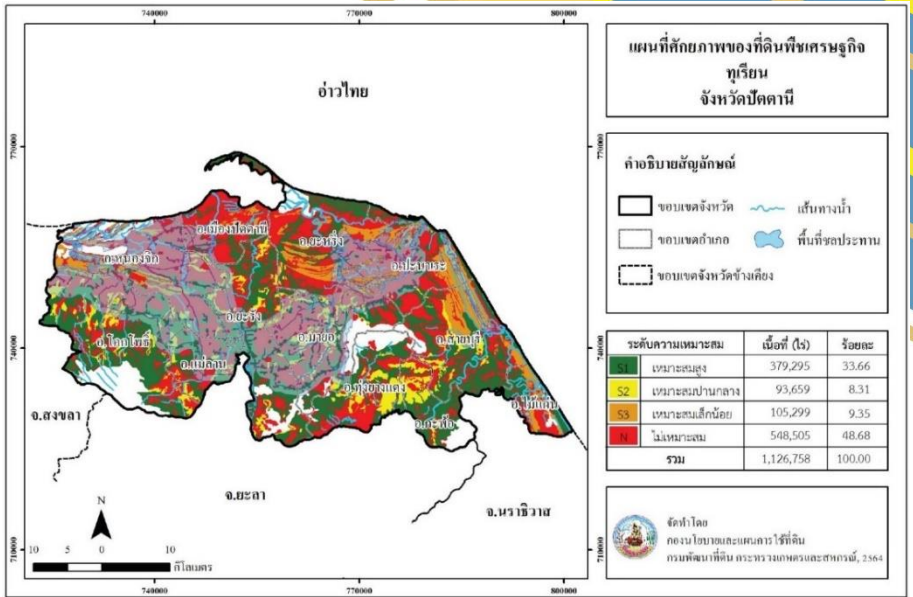 แผนที่ศักยภาพของที่ดินพืชเศรษฐกิจ
ทุเรียน
จังหวัดปัตตานี
740000 770000 800000
770000 770000
740000 740000
710000 710000
740000 770000 800000
อ่าวไทย
อ.เมืองปัตตานี
อ.ยะหริ่ง
อ.หนองจิก
อ.ปะนาเระ
อ.ยะรัง
อ.โคกโพธิ์
อ.มายอ
อ.สายบุรี
อ.แม่ลาน
อ.ทุ่งยางแดง
อ.ไม้แก่น
อ.กะพ้อ
จ.สงขลา
จ.ยะลา
จ.นราธิวาส
N
10 5 0 10
กิโลเมตร
คำอธิบายสัญลักษณ์
ขอบเขตจังหวัด เส้นทางน้ำ
ขอบเขตอำเภอ พื้นที่ชลประทาน
ขอบเขตจังหวัดข้างเคียง
ระดับความเหมาะสม เนื้อที่ (ไร่) ร้อยละ
S1 เหมาะสมสูง 379,295 33.66
S2 เหมาะสมปานกลาง 93,659 8.31
S3 เหมาะสมเล็กน้อย 105,299 9.35
N ไม่เหมาะสม 548,505 48.68
รวม 1,126,758 100.00
จัดทำโดย
กองนโยบายและแผนการใช้ที่ดิน
กรมพัฒนาที่ดิน กระทรวงเกษตรและสหกรณ์, 2564